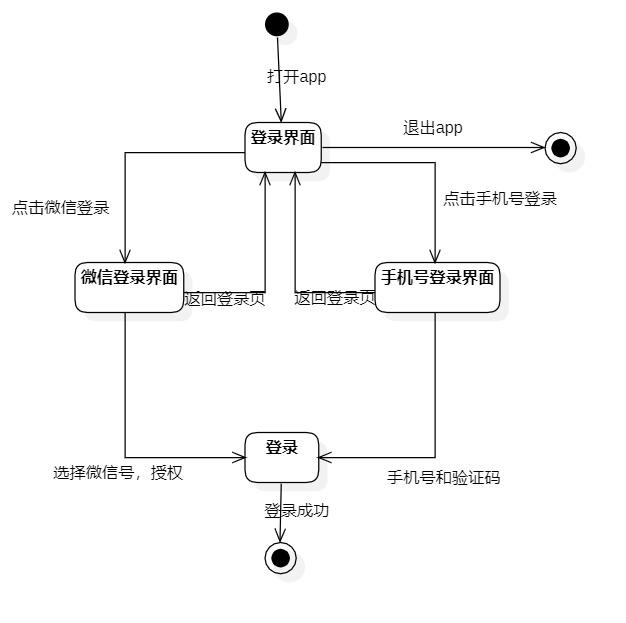 打开app
登录界面
退出app
点击微信登录
点击手机号登录
微信登录界面
手机号登录界面
返回登录页
返回登录页
登录
选择微信号，授权
手机号和验证码
登录成功